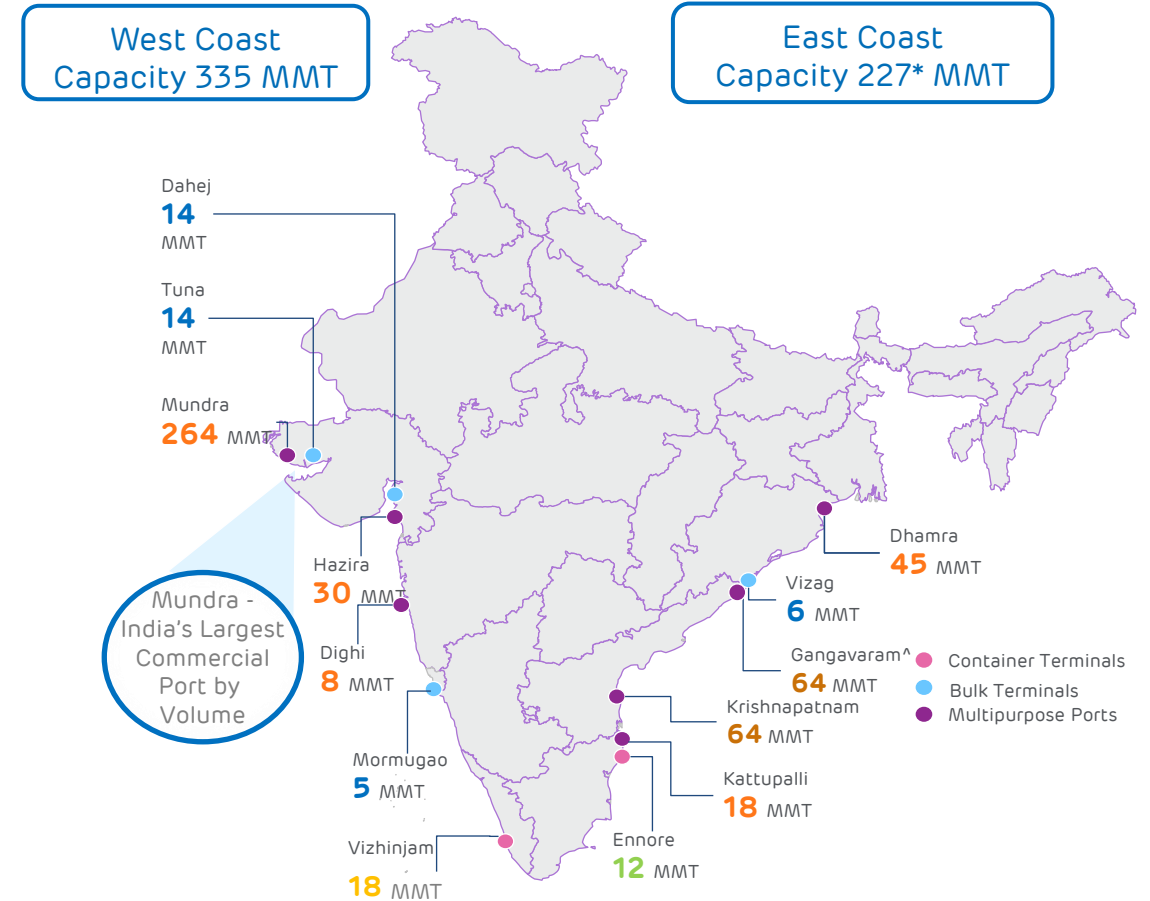 West Coast
Capacity 335 MMT
East Coast
Capacity 227* MMT
Dahej
14
MMT
Tuna
14
MMT
Mundra
264 MMT
Hazira
30 MMT
Mundra -
India's Largest
Commercial
Port by
Volume
Dighi
8 MMT
Mormugao
5 MMT
Vizhinjam
18 MMT
Dhamra
45 MMT
Vizag
6 MMT
Gangavaram^
64 MMT
Krishnapatnam
64 MMT
Kattupalli
18 MMT
Ennore
12 MMT
Container Terminals
Bulk Terminals
Multipurpose Ports